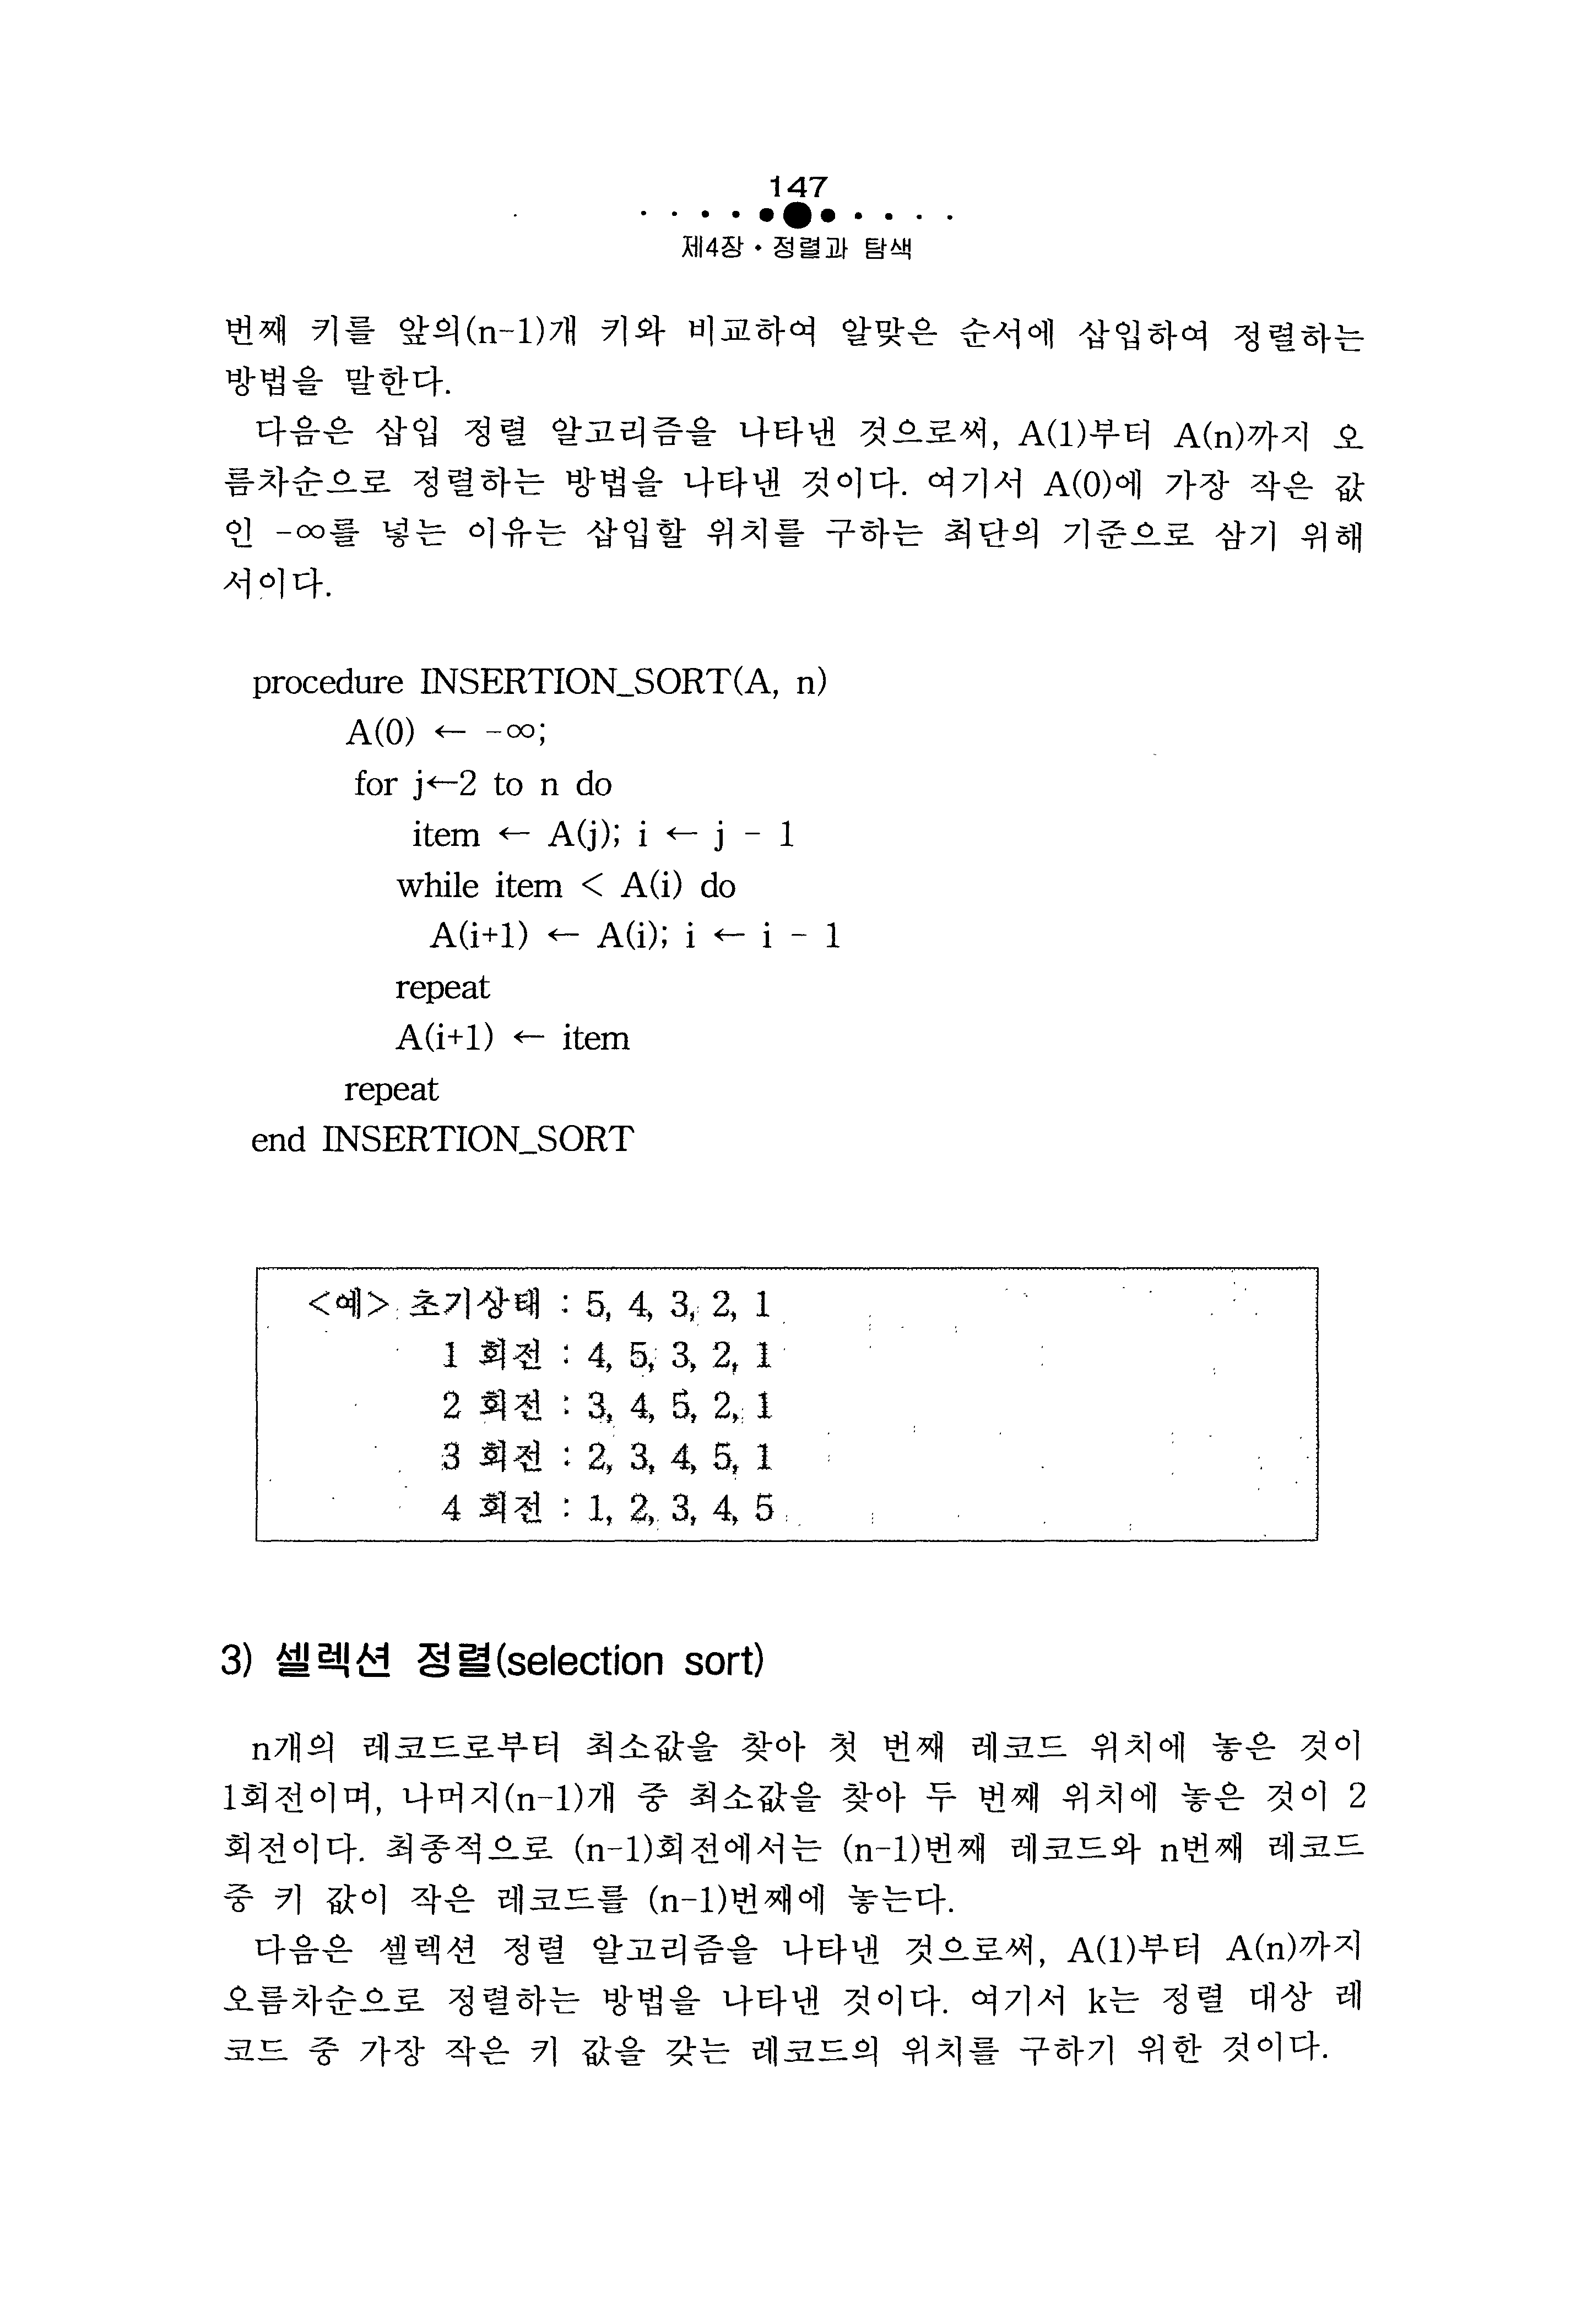 147
제4장 • 정렬과 탐색
번째 키를 앞의(n-1)개 키와 비교하여 알맞은 순서에 삽입하여 정렬하는
방법을 말한다.
다음은 삽입 정렬 알고리즘을 나타낸 것으로써, A(1)부터 A(n)까지 오
름차순으로 정렬하는 방법을 나타낸 것이다. 여기서 A(0)에 가장 작은 값
인 -∞를 넣는 이유는 삽입할 위치를 구하는 최단의 기준으로 삼기 위해
서이다.
procedure INSERTION_SORT(A, n)
A(0) ← -∞;
for j←2 to n do
item ← A(j); i ← j - 1
while item < A(i) do
A(i+1) ← A(i); i ← i - 1
repeat
A(i+1) ← item
repeat
end INSERTION_SORT
<예> 초기상태 : 5, 4, 3, 2, 1
1 회전 : 4, 5, 3, 2, 1
2 회전 : 3, 4, 5, 2, 1
3 회전 : 2, 3, 4, 5, 1
4 회전 : 1, 2, 3, 4, 5
3) 셀렉션 정렬(selection sort)
n개의 레코드로부터 최소값을 찾아 첫 번째 레코드 위치에 놓은 것이
1회전이며, 나머지(n-1)개 중 최소값을 찾아 두 번째 위치에 놓은 것이 2
회전이다. 최종적으로 (n-1)회전에서는 (n-1)번째 레코드와 n번째 레코드
중 키 값이 작은 레코드를 (n-1)번째에 놓는다.
다음은 셀렉션 정렬 알고리즘을 나타낸 것으로써, A(1)부터 A(n)까지
오름차순으로 정렬하는 방법을 나타낸 것이다. 여기서 k는 정렬 대상 레
코드 중 가장 작은 키 값을 갖는 레코드의 위치를 구하기 위한 것이다.